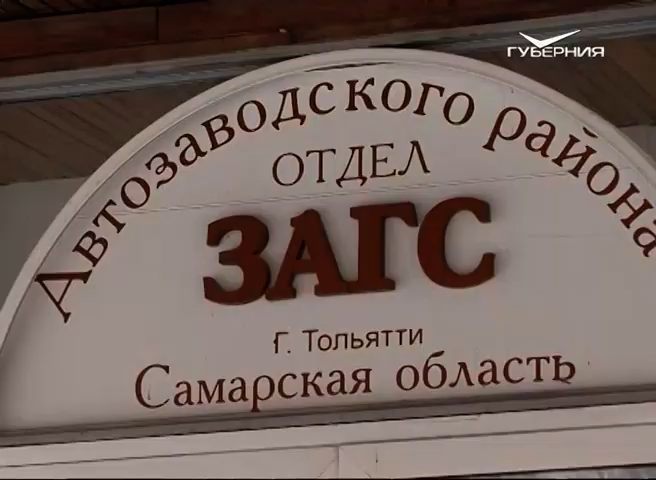 ГУБЕРНИЯ
Автозаводского района
ОТДЕЛ
ЗАГС
Г. Тольятти
Самарская область